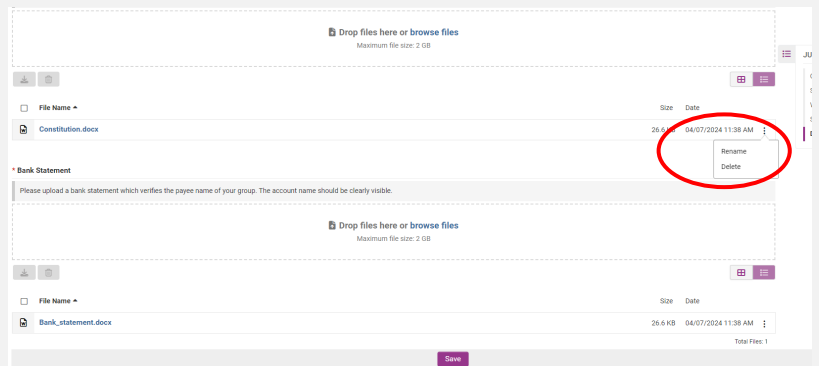 Drop files here or browse files
Maximum file size: 2 GB
JU
File Name
Size Date
Constitution.docx 26.6 KB 04/07/2024 11:38 AM
Rename
Delete
* Bank Statement
Please upload a bank statement which verifies the payee name of your group. The account name should be clearly visible.
Drop files here or browse files
Maximum file size: 2 GB
File Name
Size Date
Bank_statement.docx 26.6 KB 04/07/2024 11:38 AM
Total Files: 1
Save